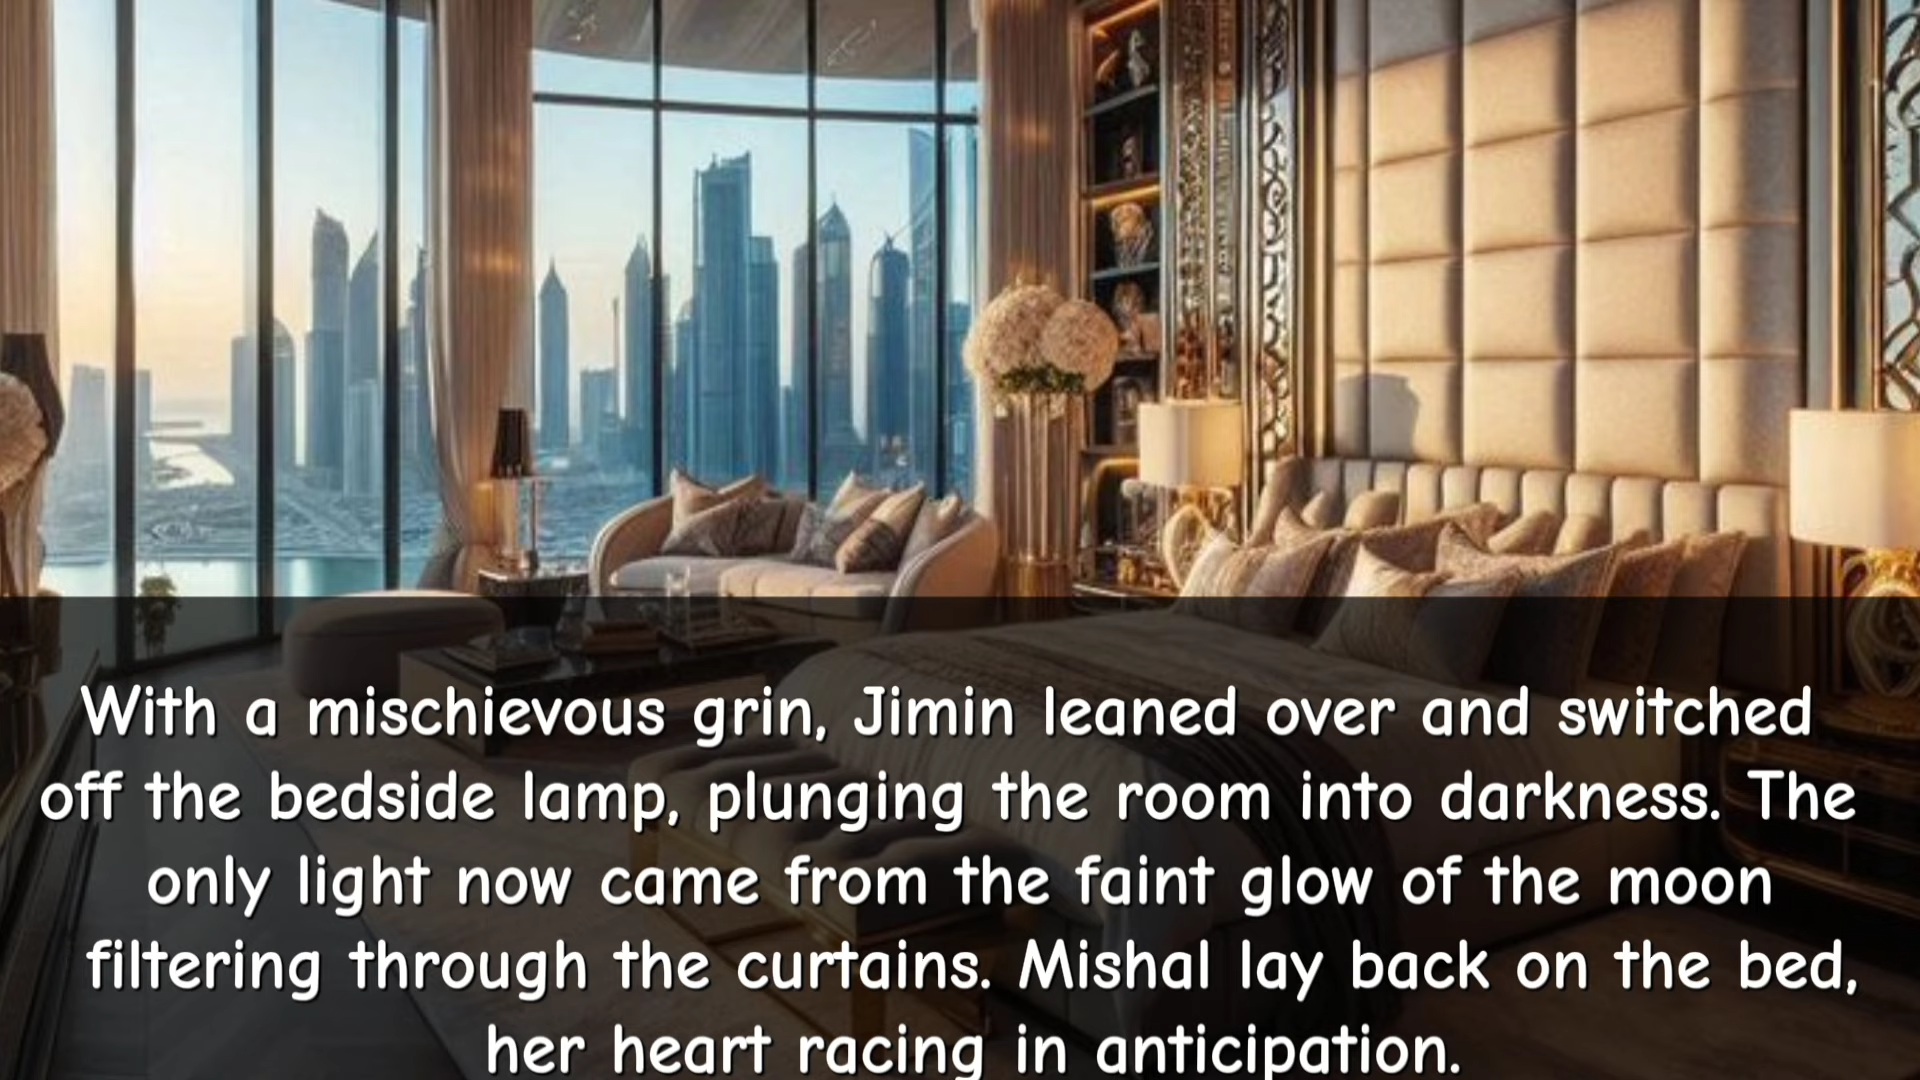 With a mischievous grin, Jimin leaned over and switched
off the bedside lamp, plunging the room into darkness. The
only light now came from the faint glow of the moon
filtering through the curtains. Mishal lay back on the bed,
her heart racing in anticipation.